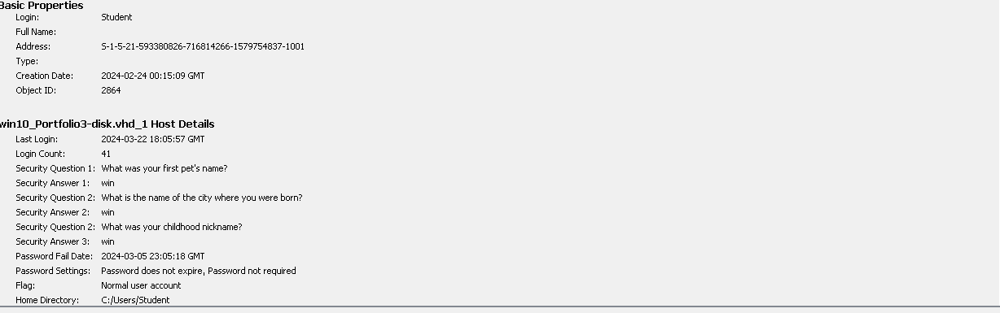 Basic Properties
Login: Student
Full Name:
Address: S-1-5-21-593380826-716814266-1579754837-1001
Type:
Creation Date: 2024-02-24 00:15:09 GMT
Object ID: 2864
win10_Portfolio3-disk.vhd_1 Host Details
Last Login: 2024-03-22 18:05:57 GMT
Login Count: 41
Security Question 1: What was your first pet's name?
Security Answer 1: win
Security Question 2: What is the name of the city where you were born?
Security Answer 2: win
Security Question 2: What was your childhood nickname?
Security Answer 3: win
Password Fail Date: 2024-03-05 23:05:18 GMT
Password Settings: Password does not expire, Password not required
Flag: Normal user account
Home Directory: C:/Users/Student